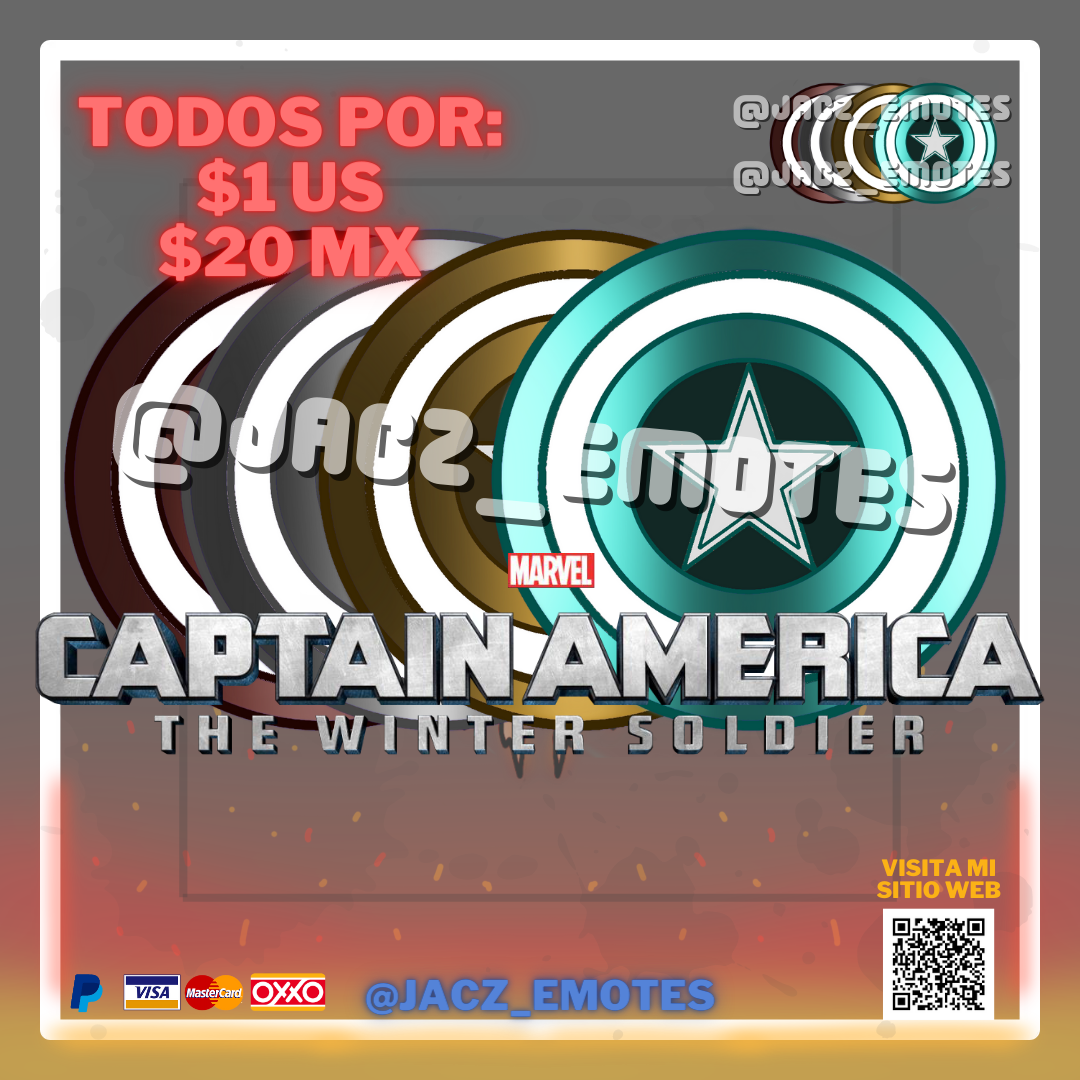 TODOS POR:
$1 US
$20 MX
@JACZ_EMOTES
@JACZ_EMOTES
@JACZ_EMOTES
MARVEL
CAPTAIN AMERICA
THE WINTER SOLDIER
VISITA MI
SITIO WEB
VISA
MasterCard
OXXO
@JACZ_EMOTES